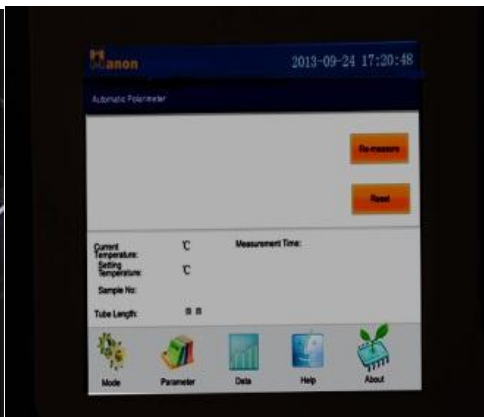 Hanon 2013-09-24 17:20:48
Automatic Polarimeter
Re-measure
Reset
Current Temperature: ℃ Measurement Time:
Setting Temperature: ℃
Sample No:
Tube Length: m m
Mode Parameter Data Help About